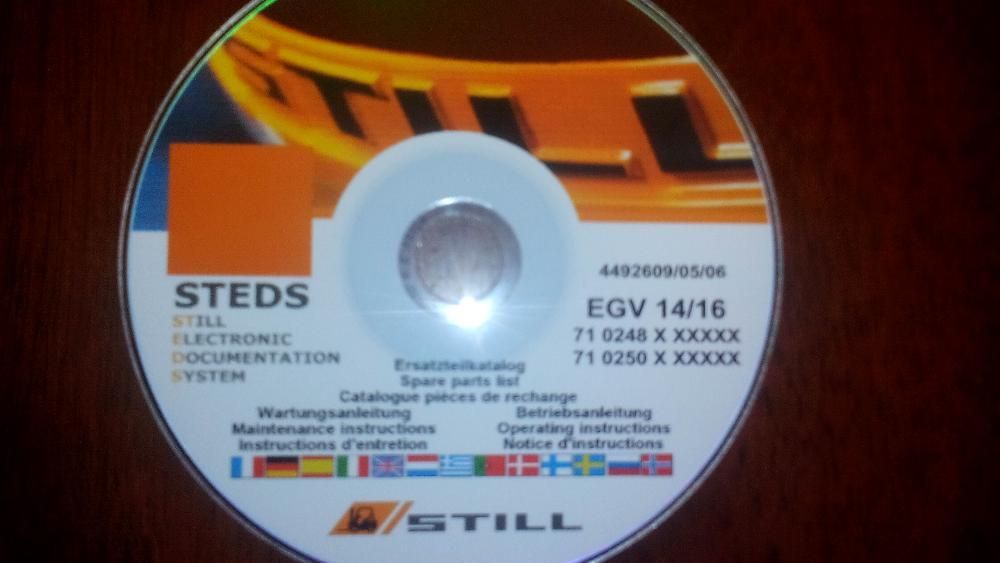 STILL
4492609/05/06
EGV 14/16
71 0248 X XXXXX
71 0250 X XXXXX
STEDS
STILL
ELECTRONIC
DOCUMENTATION
SYSTEM
Ersatzteilkatalog
Spare parts list
Catalogue pièces de rechange
Wartungsanleitung
Maintenance instructions
Instructions d'entretion
Betriebsanleitung
Operating instructions
Notice d'instructions
STILL